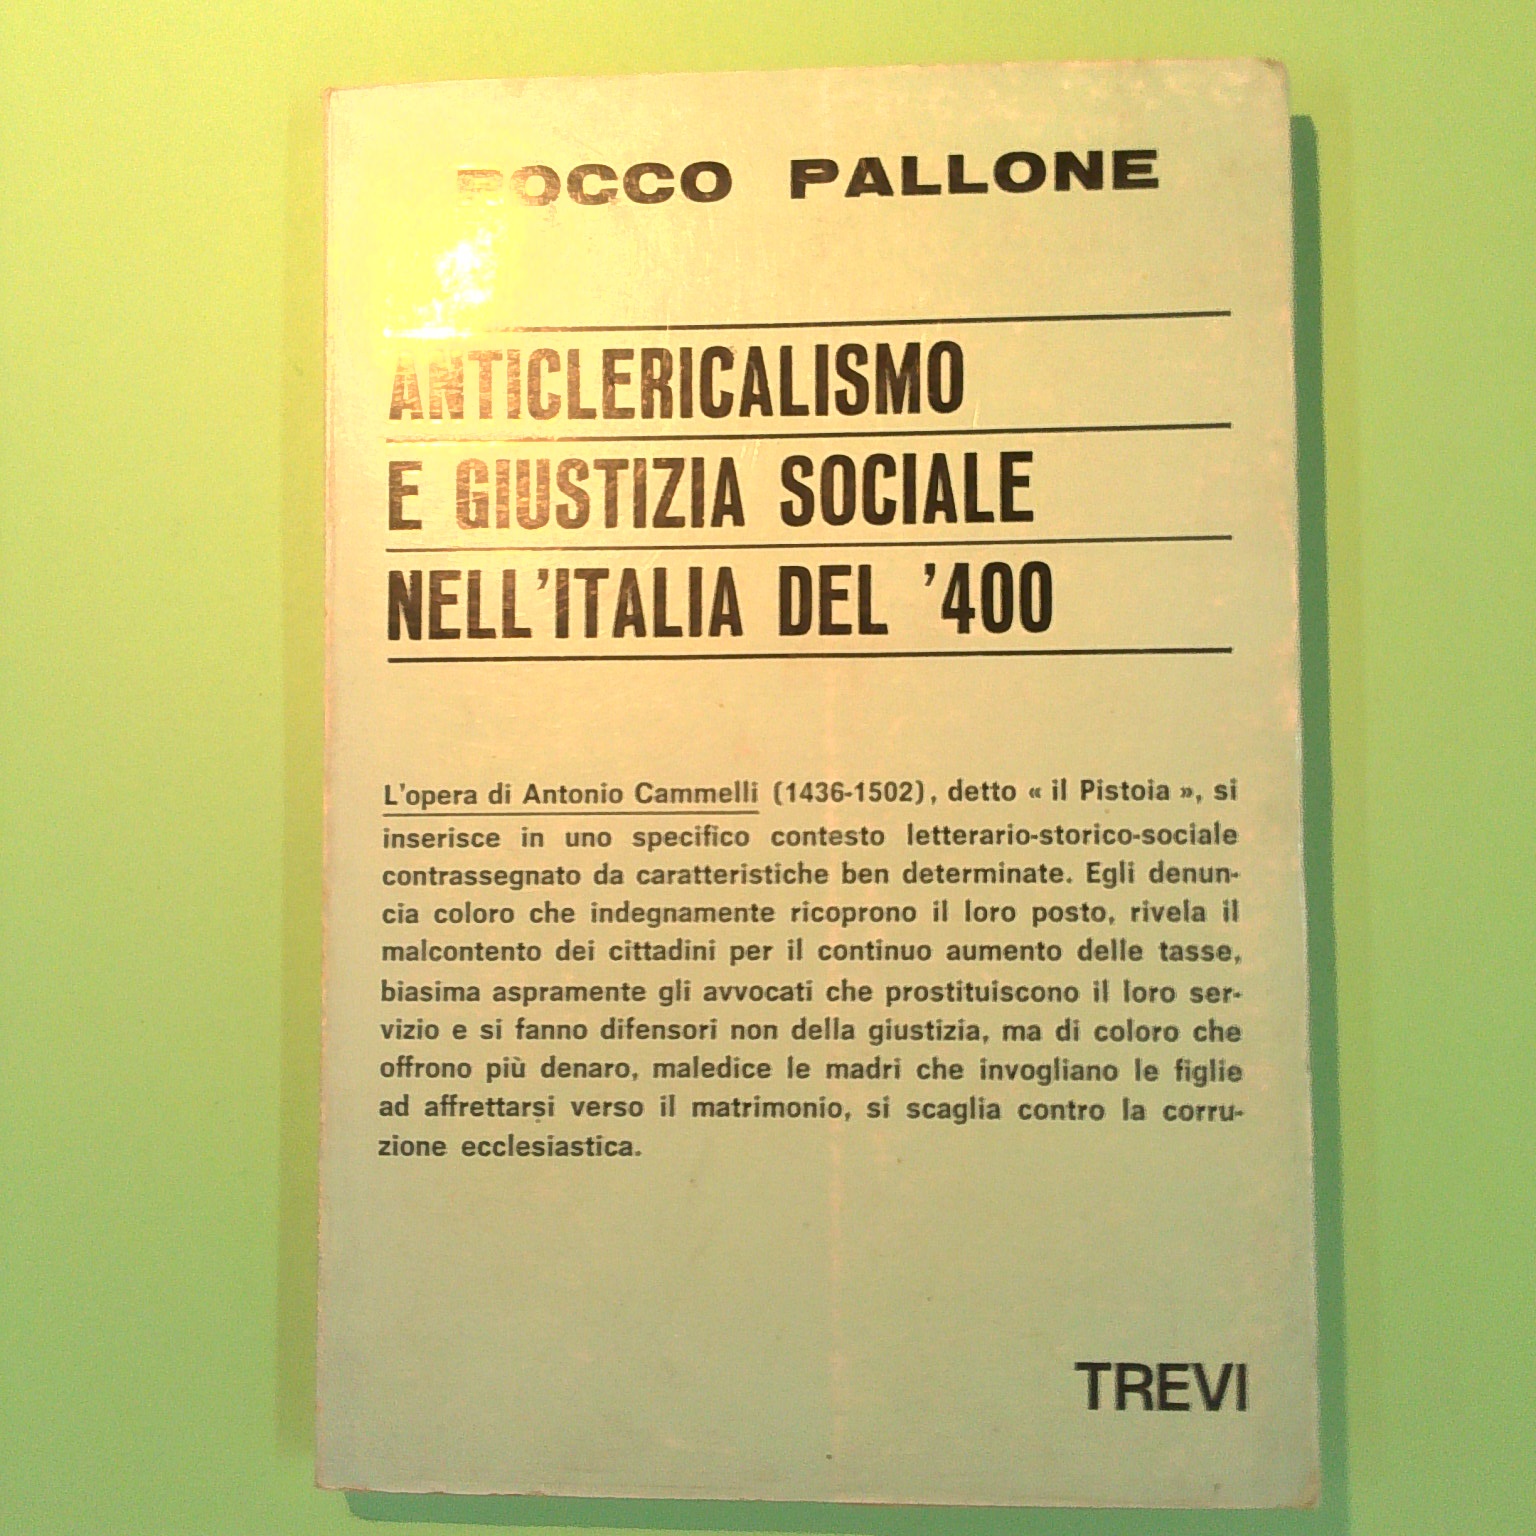 ROCCO PALLONE
ANTICLERICALISMO
E GIUSTIZIA SOCIALE
NELL'ITALIA DEL '400
L'opera di Antonio Cammelli (1436-1502), detto « il Pistoia », si
inserisce in uno specifico contesto letterario-storico-sociale
contrassegnato da caratteristiche ben determinate. Egli denun-
cia coloro che indegnamente ricoprono il loro posto, rivela il
malcontento dei cittadini per il continuo aumento delle tasse,
biasima aspramente gli avvocati che prostituiscono il loro ser-
vizio e si fanno difensori non della giustizia, ma di coloro che
offrono più denaro, maledice le madri che invogliano le figlie
ad affrettarsi verso il matrimonio, si scaglia contro la corru-
zione ecclesiastica.
TREVI